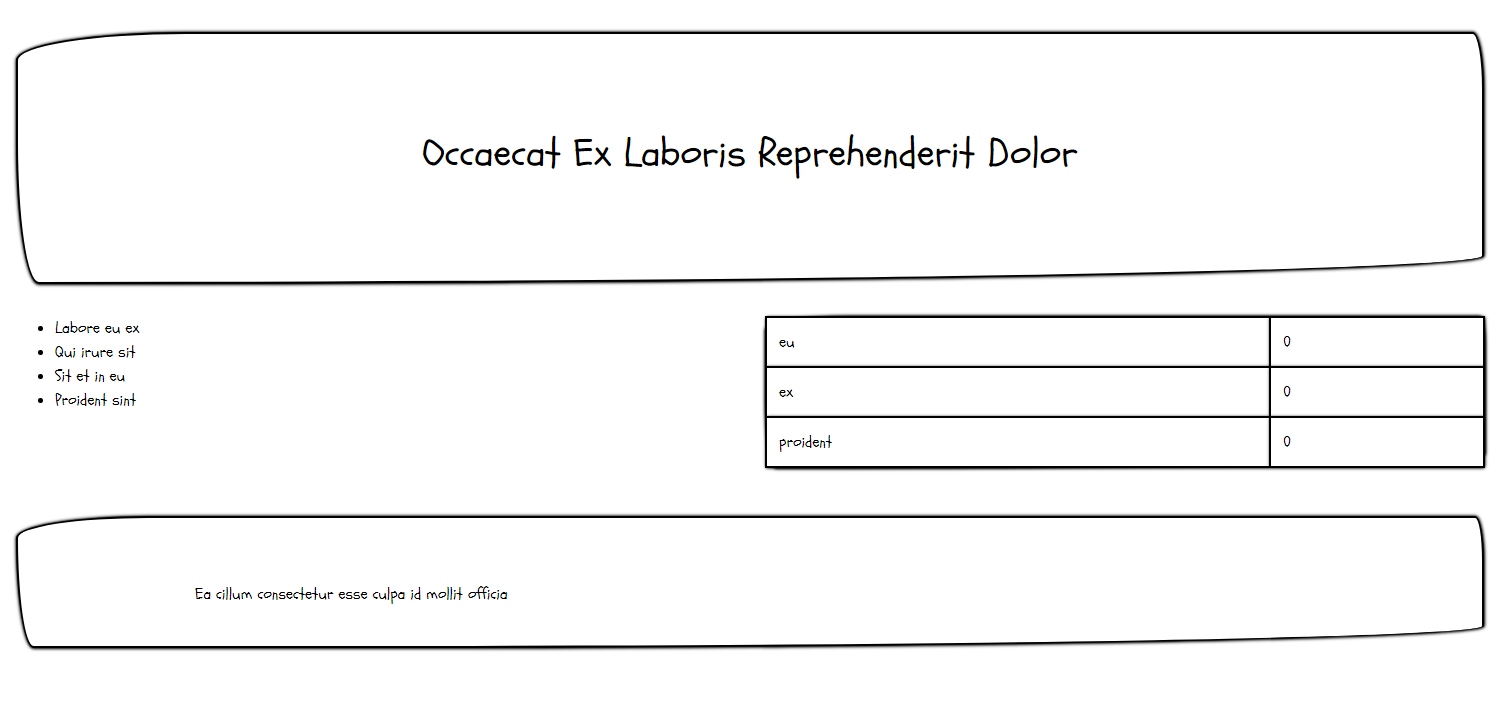 Occaecat Ex Laboris Reprehenderit Dolor
Labore eu ex
Qui irure sit
Sit et in eu
Proident sint
eu 0
ex 0
proident 0
Ea cillum consectetur esse culpa id mollit officia